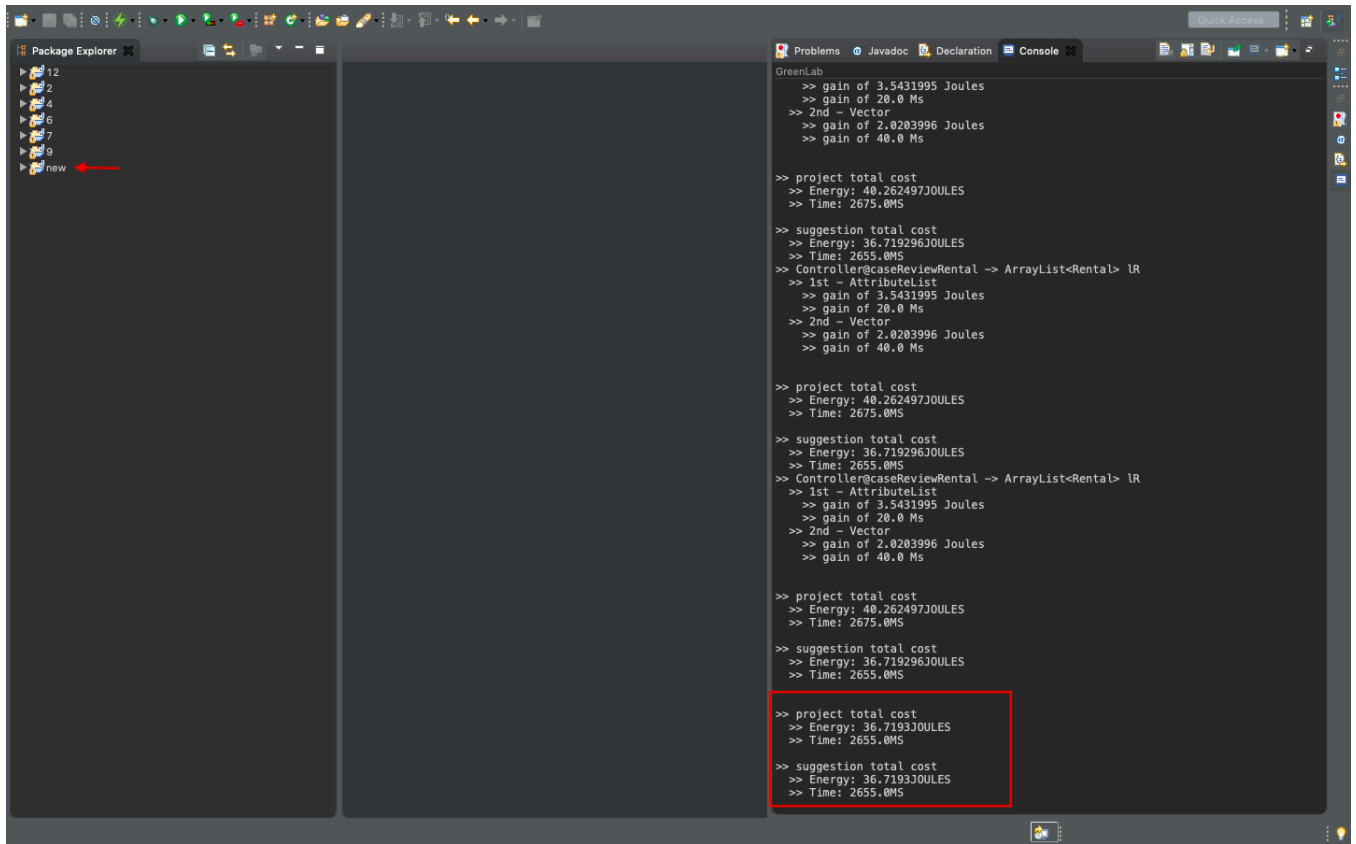 Quick Access
Package Explorer
12
2
4
6
7
9
new
Problems
Javadoc
Declaration
Console
GreenLab
>> gain of 3.5431995 Joules
>> gain of 20.0 Ms
>> 2nd – Vector
>> gain of 2.0203996 Joules
>> gain of 40.0 Ms
>> project total cost
>> Energy: 40.262497JOULES
>> Time: 2675.0MS
>> suggestion total cost
>> Energy: 36.719296JOULES
>> Time: 2655.0MS
>> Controller@caseReviewRental –> ArrayList<Rental> lR
>> 1st – AttributeList
>> gain of 3.5431995 Joules
>> gain of 20.0 Ms
>> 2nd – Vector
>> gain of 2.0203996 Joules
>> gain of 40.0 Ms
>> project total cost
>> Energy: 40.262497JOULES
>> Time: 2675.0MS
>> suggestion total cost
>> Energy: 36.719296JOULES
>> Time: 2655.0MS
>> Controller@caseReviewRental –> ArrayList<Rental> lR
>> 1st – AttributeList
>> gain of 3.5431995 Joules
>> gain of 20.0 Ms
>> 2nd – Vector
>> gain of 2.0203996 Joules
>> gain of 40.0 Ms
>> project total cost
>> Energy: 40.262497JOULES
>> Time: 2675.0MS
>> suggestion total cost
>> Energy: 36.719296JOULES
>> Time: 2655.0MS
>> project total cost
>> Energy: 36.7193JOULES
>> Time: 2655.0MS
>> suggestion total cost
>> Energy: 36.7193JOULES
>> Time: 2655.0MS